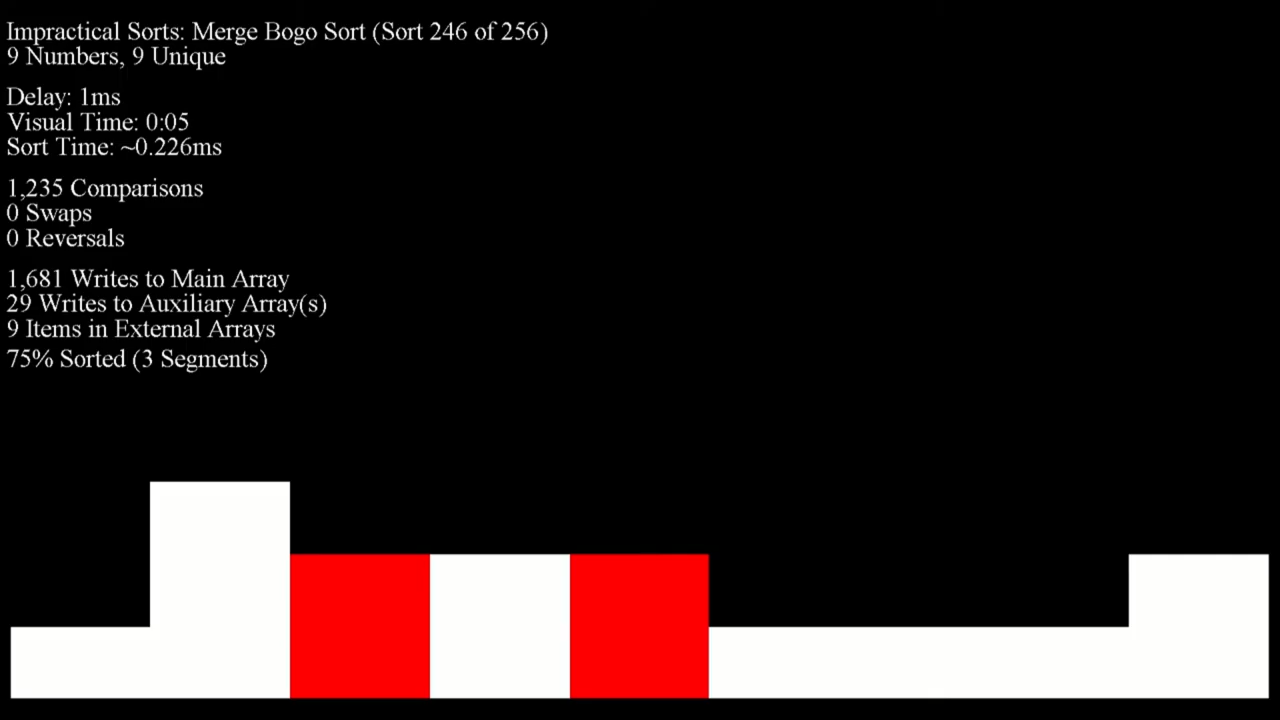 Impractical Sorts: Merge Bogo Sort (Sort 246 of 256)
9 Numbers, 9 Unique
Delay: 1ms
Visual Time: 0:05
Sort Time: ~0.226ms
1,235 Comparisons
0 Swaps
0 Reversals
1,681 Writes to Main Array
29 Writes to Auxiliary Array(s)
9 Items in External Arrays
75% Sorted (3 Segments)